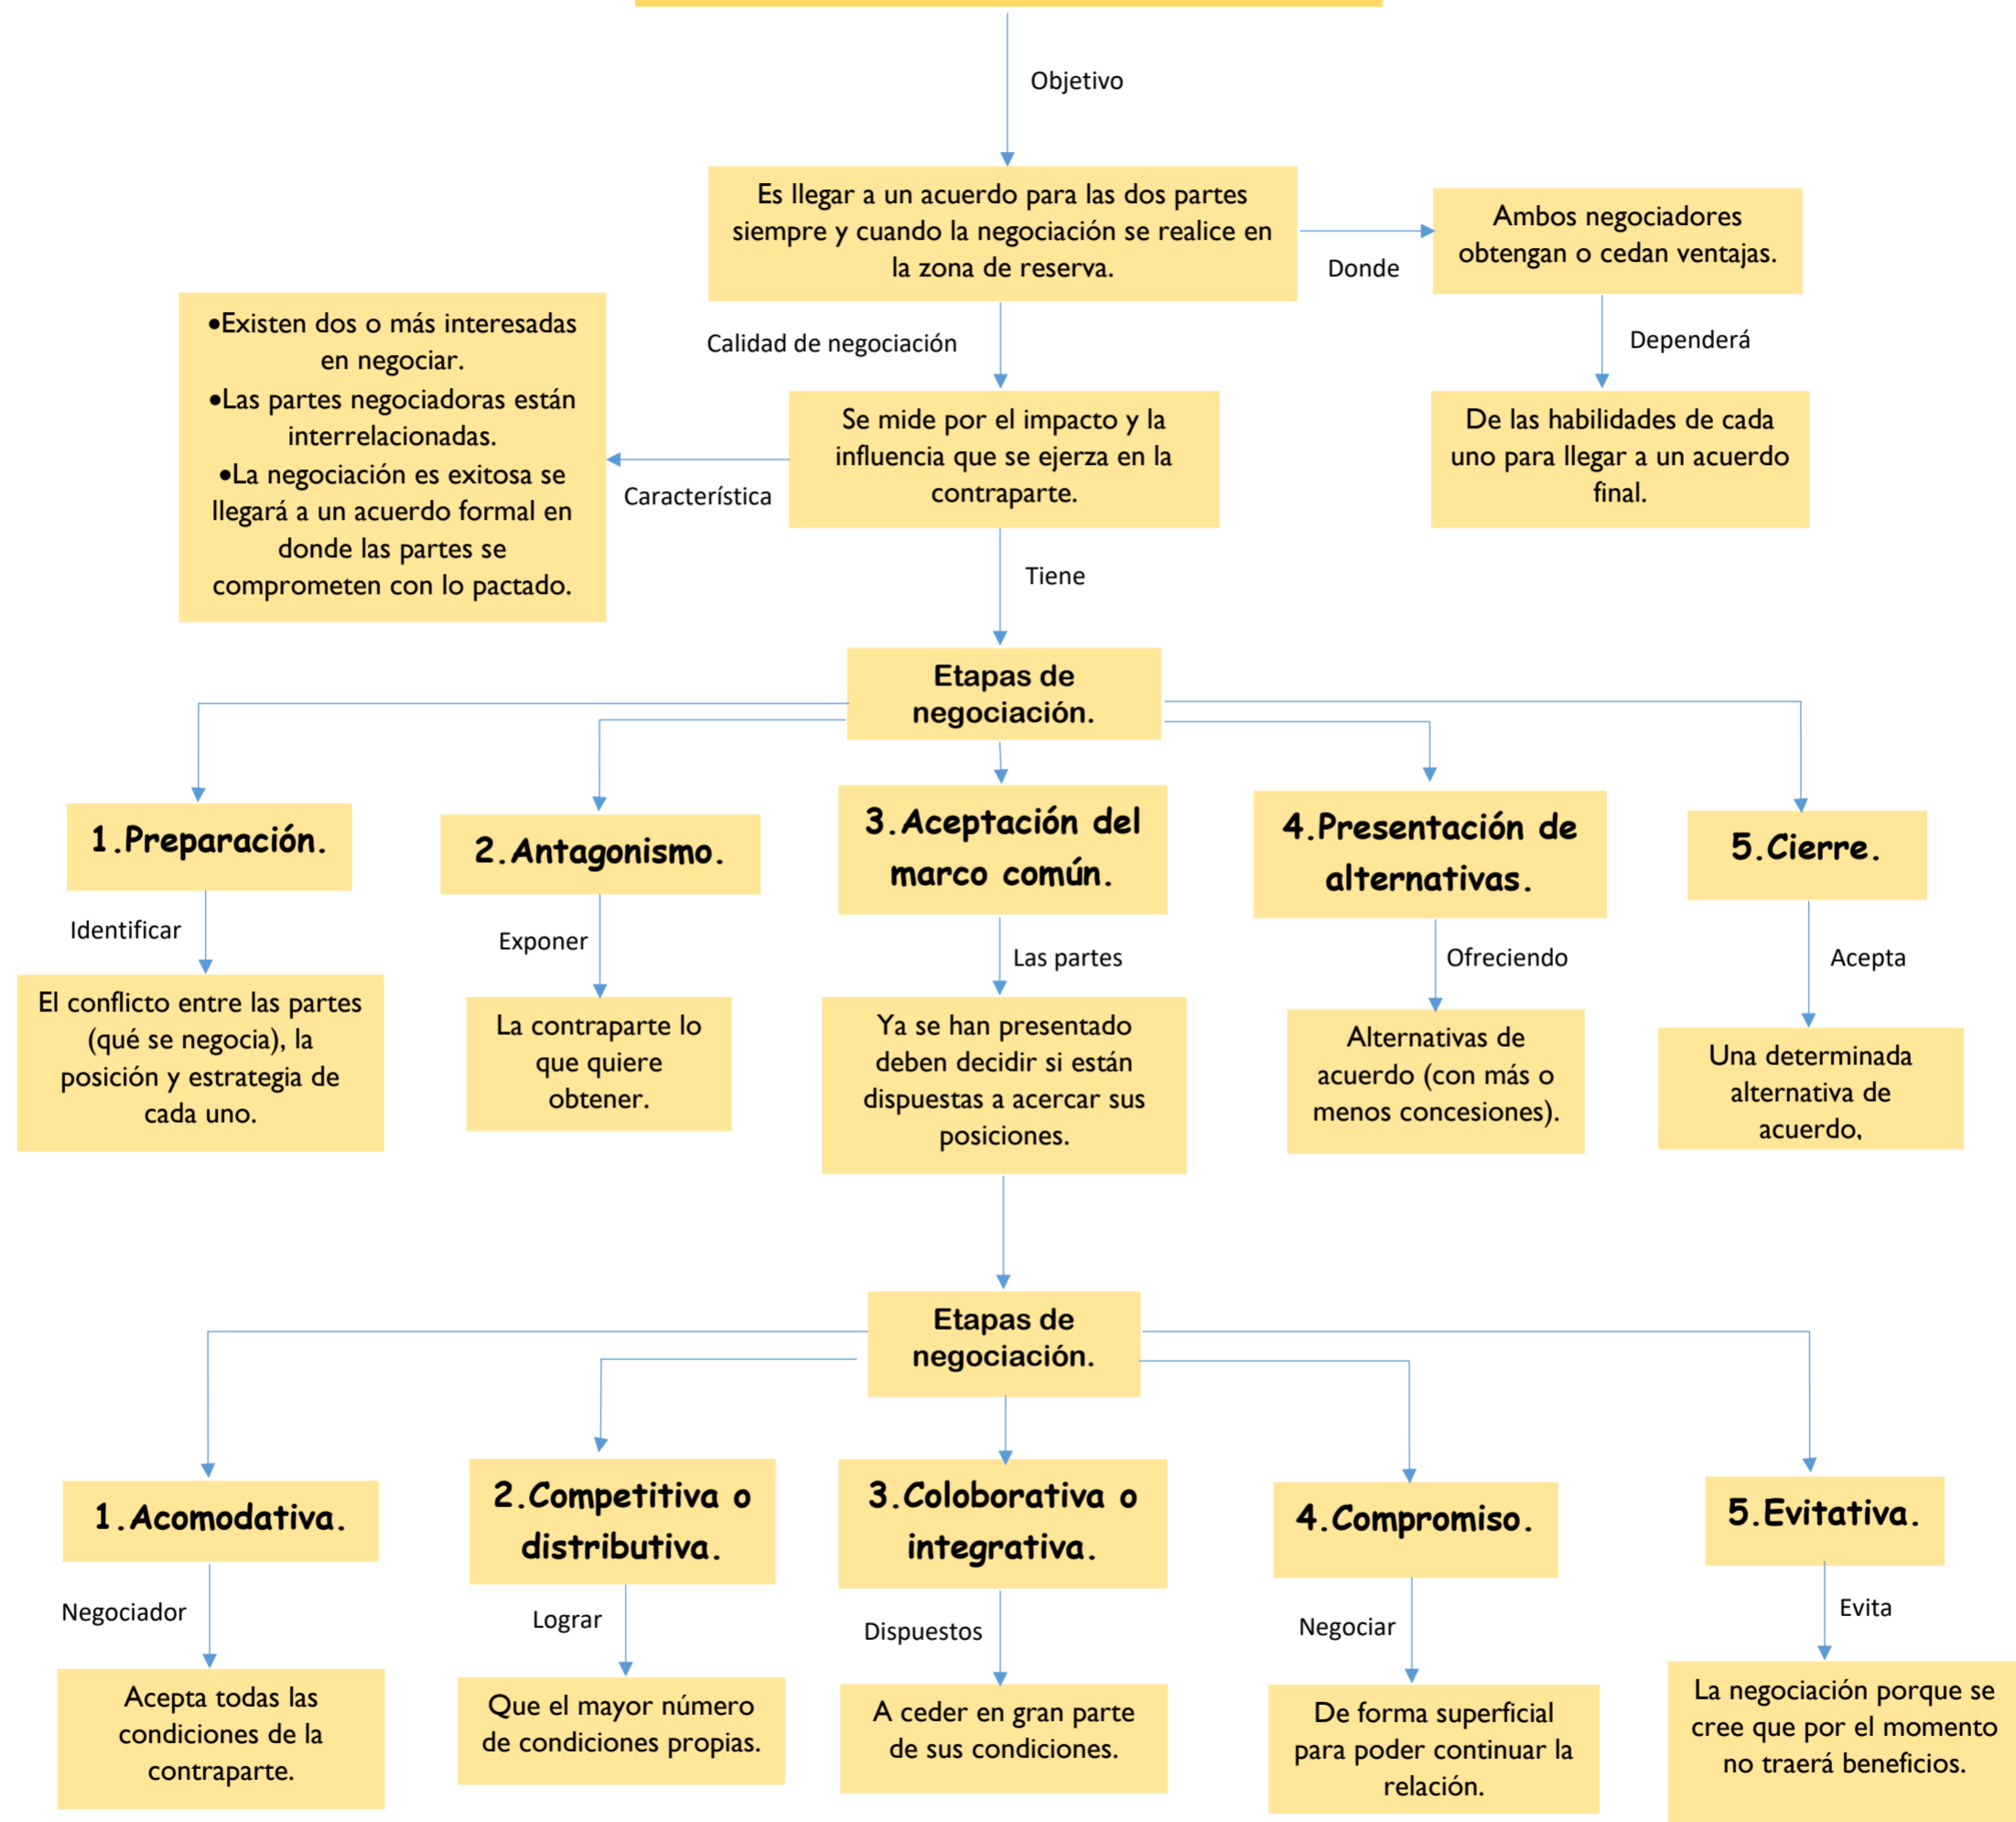 Objetivo
Es llegar a un acuerdo para las dos partes
siempre y cuando la negociación se realice en
la zona de reserva.
Donde
Ambos negociadores
obtengan o cedan ventajas.
Dependerá
De las habilidades de cada
uno para llegar a un acuerdo
final.
Calidad de negociación
Se mide por el impacto y la
influencia que se ejerza en la
contraparte.
Característica
•Existen dos o más interesadas
en negociar.
•Las partes negociadoras están
interrelacionadas.
•La negociación es exitosa se
llegará a un acuerdo formal en
donde las partes se
comprometen con lo pactado.
Tiene
Etapas de
negociación.
1.Preparación.
Identificar
El conflicto entre las partes
(qué se negocia), la
posición y estrategia de
cada uno.
2.Antagonismo.
Exponer
La contraparte lo
que quiere
obtener.
3.Aceptación del
marco común.
Las partes
Ya se han presentado
deben decidir si están
dispuestas a acercar sus
posiciones.
4.Presentación de
alternativas.
Ofreciendo
Alternativas de
acuerdo (con más o
menos concesiones).
5.Cierre.
Acepta
Una determinada
alternativa de
acuerdo,
Etapas de
negociación.
1.Acomodativa.
Negociador
Acepta todas las
condiciones de la
contraparte.
2.Competitiva o
distributiva.
Lograr
Que el mayor número
de condiciones propias.
3.Coloborativa o
integrativa.
Dispuestos
A ceder en gran parte
de sus condiciones.
4.Compromiso.
Negociar
De forma superficial
para poder continuar la
relación.
5.Evitativa.
Evita
La negociación porque se
cree que por el momento
no traerá beneficios.